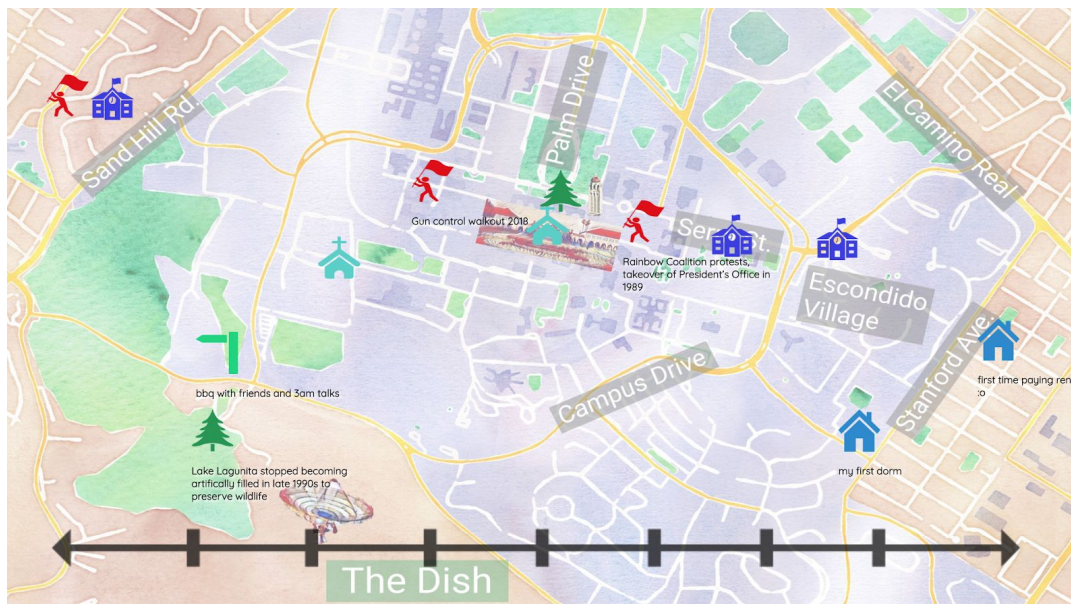 Palm Drive
El Camino Real
Sand Hill Rd.
Gun control walkout 2018
St.
Rainbow Coalition protests,
takeover of President's Office in
1989
Escondido
Village
Stanford Ave.
first time paying ren
:o
bbq with friends and 3am talks
Campus Drive
my first dorm
Lake Lagunita stopped becoming
artifically filled in late 1990s to
preserve wildlife
The Dish